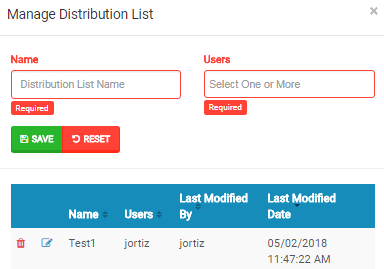 Manage Distribution List ×
Name Users
Distribution List Name Select One or More
Required Required
SAVE RESET
Name Users Last Modified By Last Modified Date
Test1 jortiz jortiz 05/02/2018 11:47:22 AM